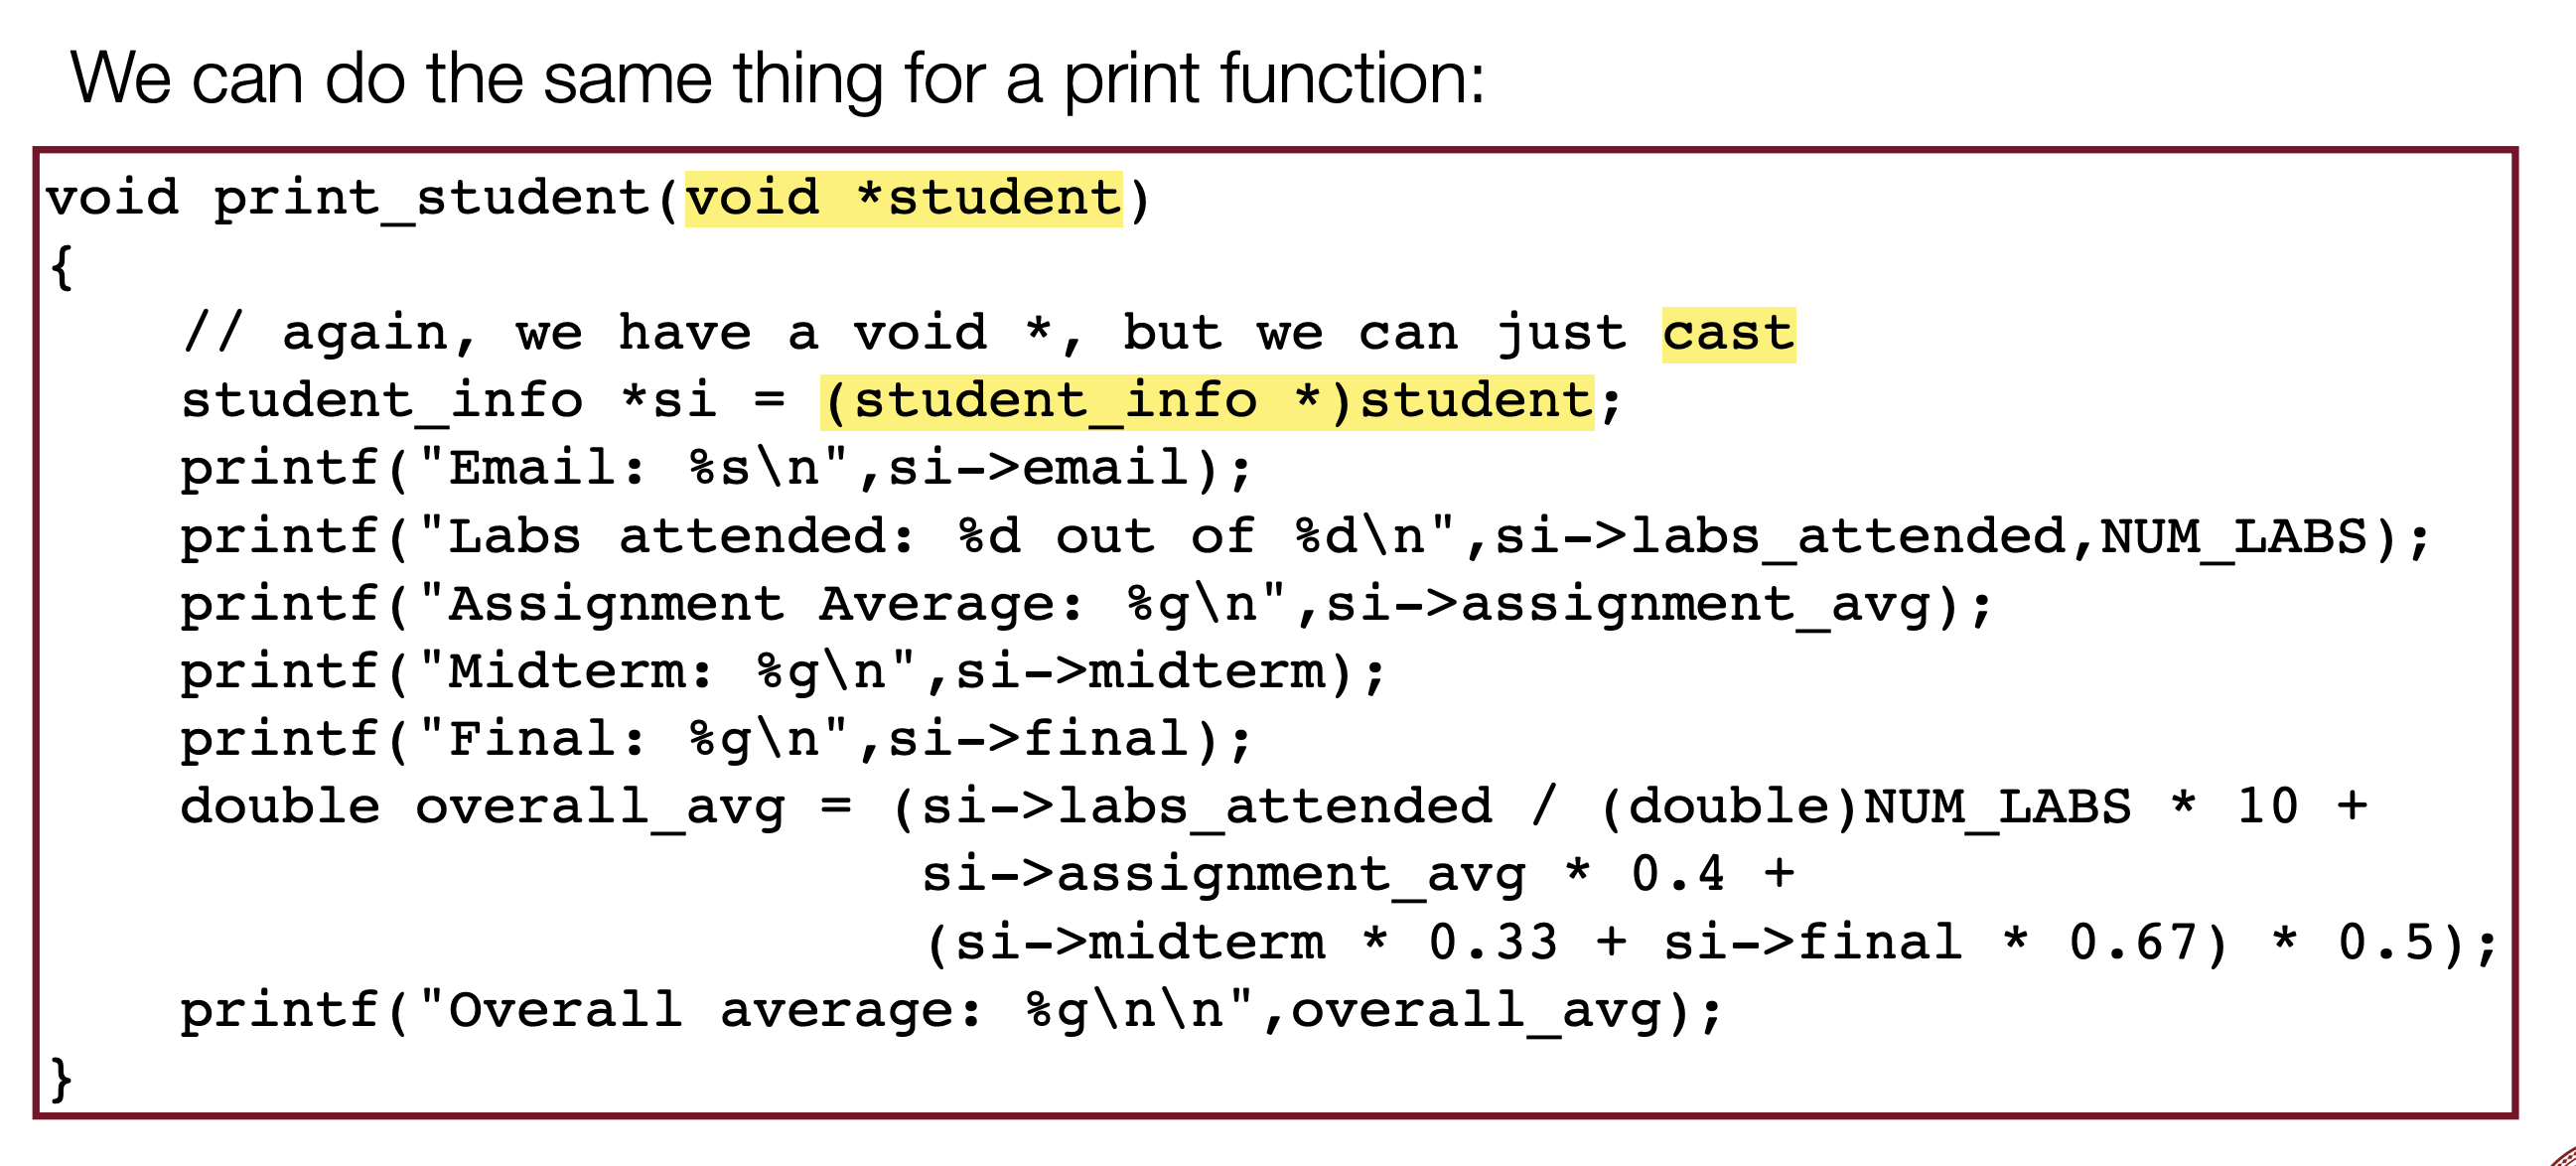 We can do the same thing for a print function:
void print_student(void *student)
{
    // again, we have a void *, but we can just cast
    student_info *si = (student_info *)student;
    printf("Email: %s\n",si->email);
    printf("Labs attended: %d out of %d\n",si->labs_attended,NUM_LABS);
    printf("Assignment Average: %g\n",si->assignment_avg);
    printf("Midterm: %g\n",si->midterm);
    printf("Final: %g\n",si->final);
    double overall_avg = (si->labs_attended / (double)NUM_LABS * 10 +
                          si->assignment_avg * 0.4 +
                          (si->midterm * 0.33 + si->final * 0.67) * 0.5);
    printf("Overall average: %g\n\n",overall_avg);
}